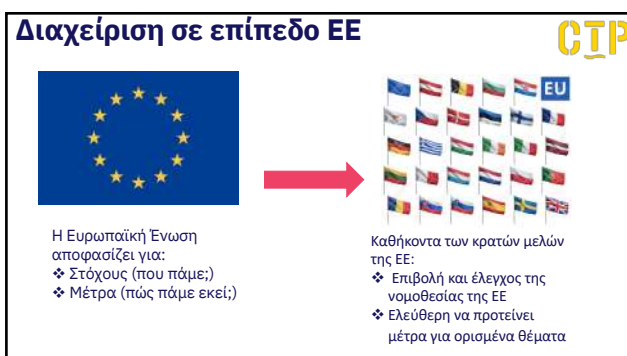 Διαχείριση σε επίπεδο ΕΕ
CTP
EU
Η Ευρωπαϊκή Ένωση
αποφασίζει για:
❖ Στόχους (που πάμε;)
❖ Μέτρα (πώς πάμε εκεί;)
Καθήκοντα των κρατών μελών
της ΕΕ:
❖ Επιβολή και έλεγχος της
νομοθεσίας της ΕΕ
❖ Ελεύθερη να προτείνει
μέτρα για ορισμένα θέματα